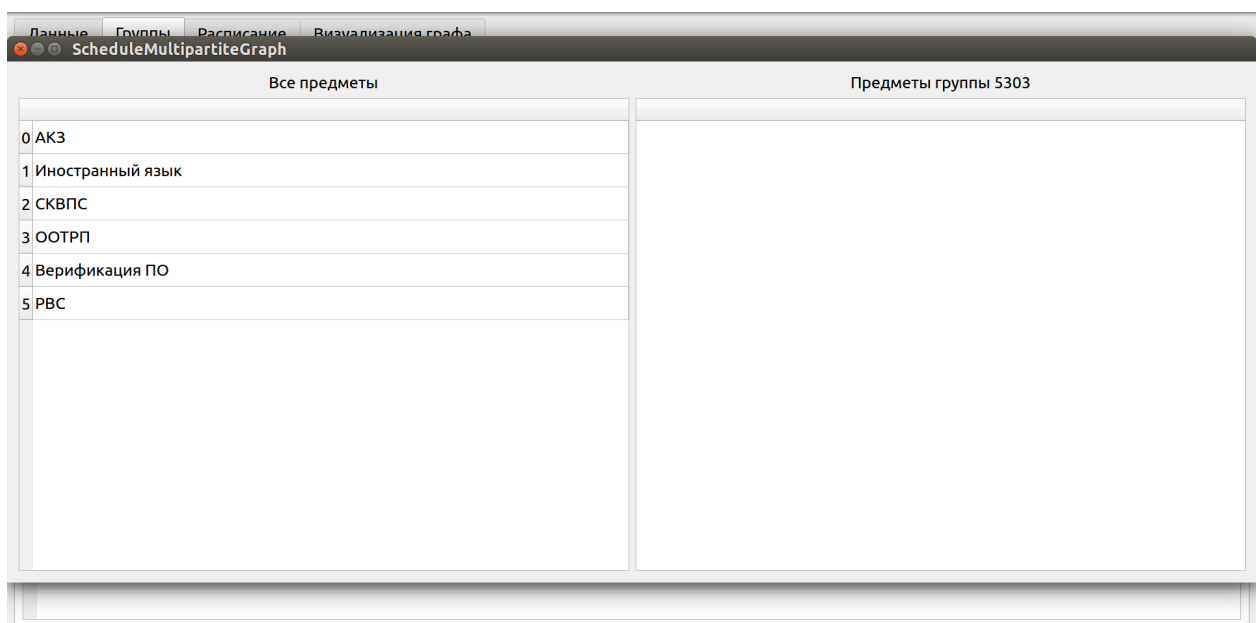 Данные Группы Расписание Визуализация графа
ScheduleMultipartiteGraph
Все предметы Предметы группы 5303
0 АКЗ
1 Иностранный язык
2 СКВПС
3 ООТРП
4 Верификация ПО
5 РВС